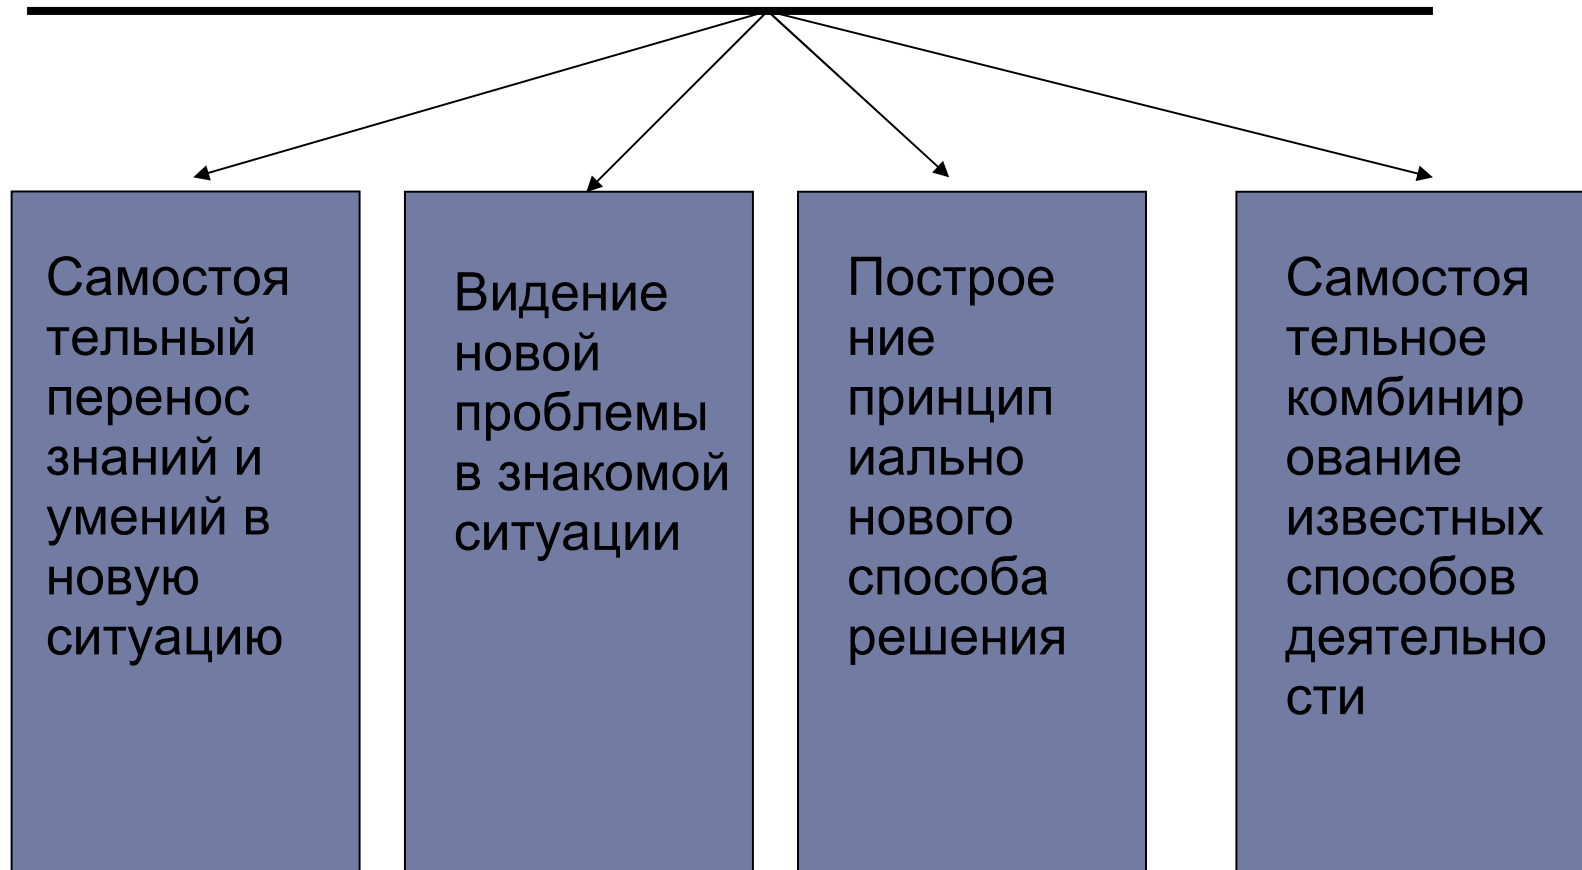 Самостоя
тельный
перенос
знаний и
умений в
новую
ситуацию
Видение
новой
проблемы
в знакомой
ситуации
Построе
ние
принцип
иально
нового
способа
решения
Самостоя
тельное
комбинир
ование
известных
способов
деятельно
сти